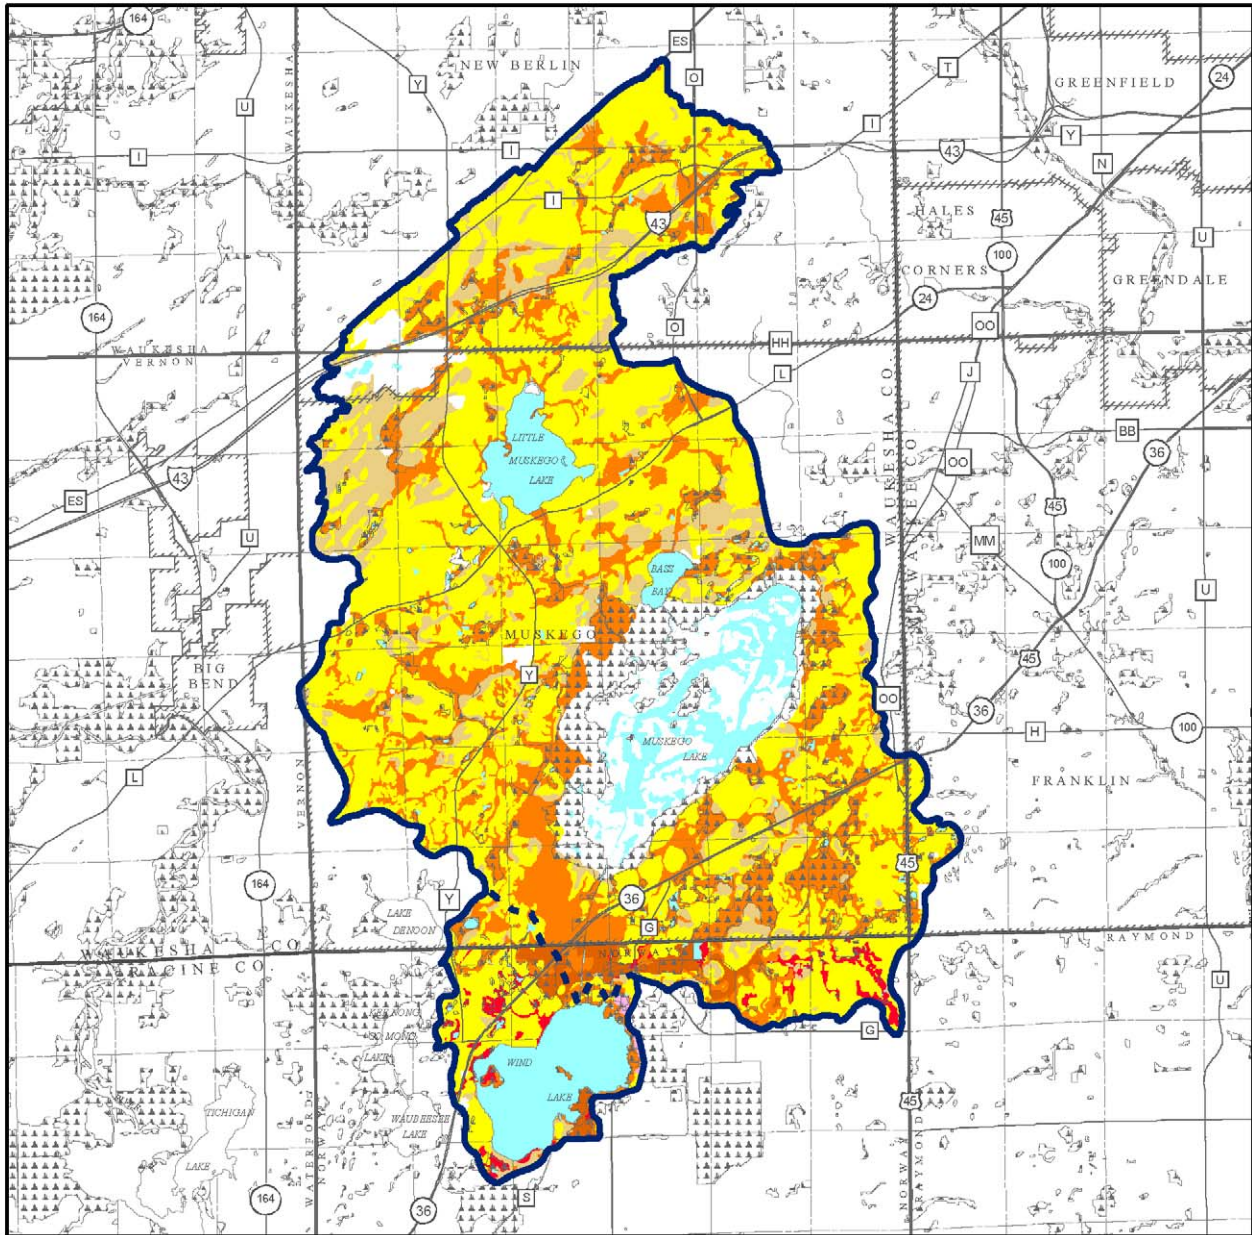 164
ES
NEW BERLIN
Y
O
T
24
GREENFIELD
U
WAUKESHA
I
I
I
43
Y
N
I
43
45
HALES
U
100
CORNERS
GREENDALE
24
164
O
OO
WAUKESHA
VERNON
HH
L
J
WAUKESHA CO.
LITTLE
MUSKEGO
LAKE
BB
36
OO
43
ES
45
U
MM
BASS
BAY
100
U
MUSKEGO
BIG
BEND
Y
45
OO
36
MUSKEGO
LAKE
H
100
L
FRANKLIN
VERNON
45
164
Y
36
LAKE
DENOON
G
WAUKESHA CO.
RACINE CO.
NORWAY
RAYMOND
U
G
LAKE
WIND
LAKE
TICHIGAN
LAKE
WAUBEESEE
LAKE
45
WATERFORD
NORWAY
RAYMOND
164
36
S